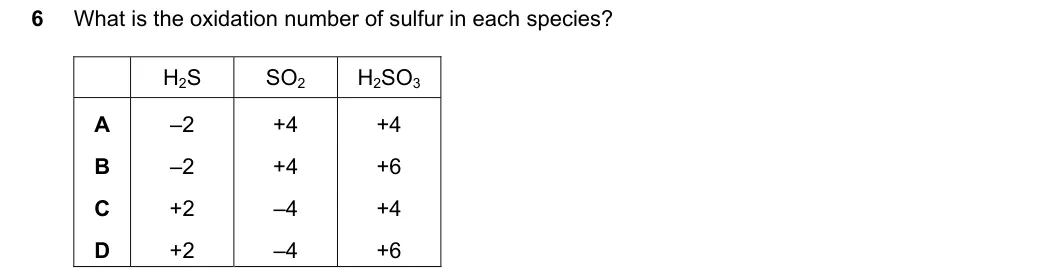 6 What is the oxidation number of sulfur in each species?
H₂S SO₂ H₂SO₃
A –2 +4 +4
B –2 +4 +6
C +2 –4 +4
D +2 –4 +6